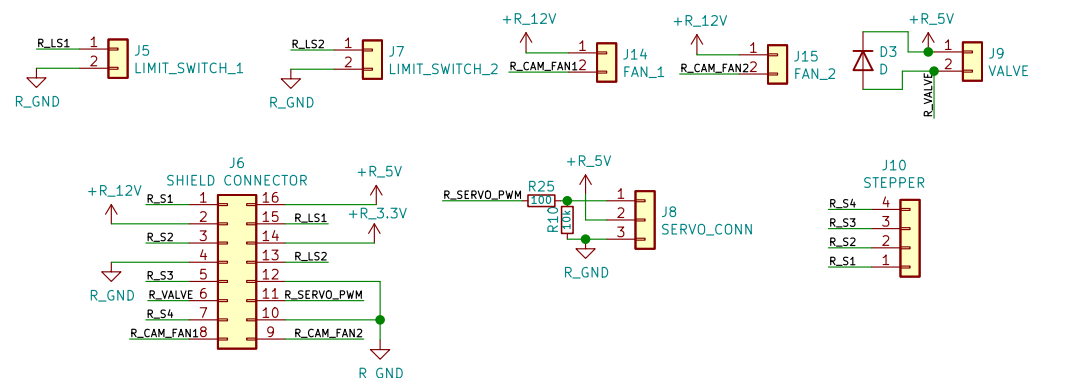 R_LS1 1 J5
2 LIMIT_SWITCH_1
R_GND
R_LS2 1 J7
2 LIMIT_SWITCH_2
R_GND
+R_12V
1 J14
R_CAM_FAN1 2 FAN_1
+R_12V
1 J15
R_CAM_FAN2 2 FAN_2
+R_5V
D3 1 J9
D 2 VALVE
R_VALVE
J6
SHIELD CONNECTOR
+R_12V
+R_5V
R_S1 1 16
+R_3.3V
2 15 R_LS1
R_S2 3 14
4 13 R_LS2
R_S3 5 12
R_GND
R_VALVE 6 11 R_SERVO_PWM
R_S4 7 10
R_CAM_FAN1 8 9 R_CAM_FAN2
R_GND
+R_5V
R_SERVO_PWM R25 1
100
R10 10k 2 J8
3 SERVO_CONN
R_GND
J10
STEPPER
R_S4 4
R_S3 3
R_S2 2
R_S1 1